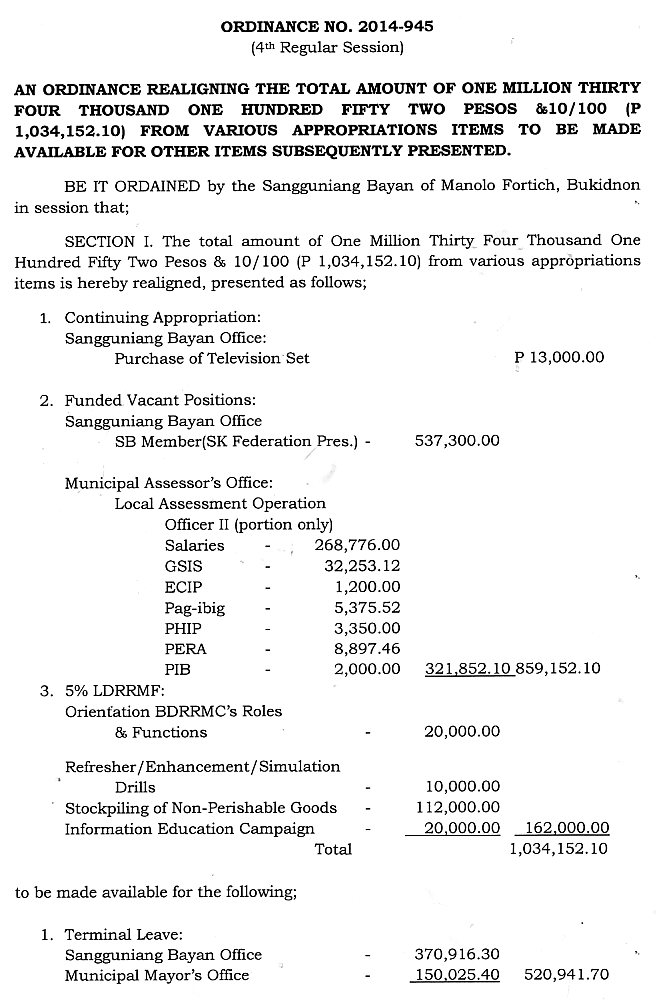 ORDINANCE NO. 2014-945
(4th Regular Session)
AN ORDINANCE REALIGNING THE TOTAL AMOUNT OF ONE MILLION THIRTY
FOUR THOUSAND ONE HUNDRED FIFTY TWO PESOS &10/100 (P
1,034,152.10) FROM VARIOUS APPROPRIATIONS ITEMS TO BE MADE
AVAILABLE FOR OTHER ITEMS SUBSEQUENTLY PRESENTED.
BE IT ORDAINED by the Sangguniang Bayan of Manolo Fortich, Bukidnon
in session that;
SECTION I. The total amount of One Million Thirty Four Thousand One
Hundred Fifty Two Pesos & 10/100 (P 1,034,152.10) from various appropriations
items is hereby realigned, presented as follows;
1. Continuing Appropriation:
Sangguniang Bayan Office:
Purchase of Television Set P 13,000.00
2. Funded Vacant Positions:
Sangguniang Bayan Office
SB Member(SK Federation Pres.) - 537,300.00
Municipal Assessor's Office:
Local Assessment Operation
Officer II (portion only)
Salaries - 268,776.00
GSIS - 32,253.12
ECIP - 1,200.00
Pag-ibig - 5,375.52
PHIP - 3,350.00
PERA - 8,897.46
PIB - 2,000.00 321,852.10 859,152.10
3. 5% LDRRMF:
Orientation BDRRMC's Roles
& Functions - 20,000.00
Refresher/Enhancement/Simulation
Drills - 10,000.00
Stockpiling of Non-Perishable Goods - 112,000.00
Information Education Campaign - 20,000.00 162,000.00
Total 1,034,152.10
to be made available for the following;
1. Terminal Leave:
Sangguniang Bayan Office - 370,916.30
Municipal Mayor's Office - 150,025.40 520,941.70